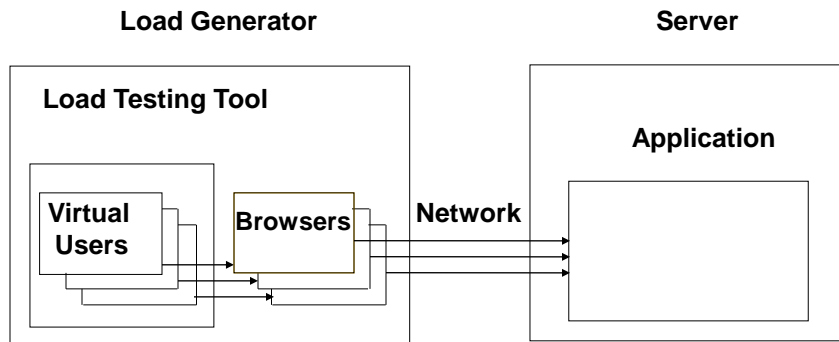 Load Generator
Server
Load Testing Tool
Application
Virtual
Users
Browsers
Network